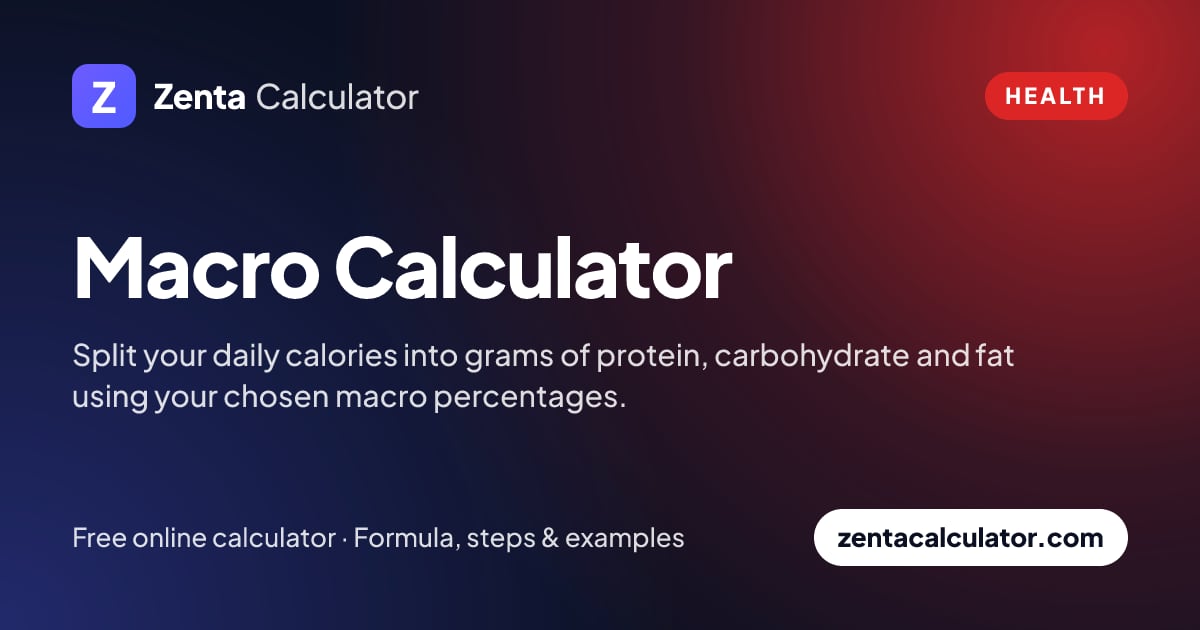 Z Zenta Calculator
HEALTH
Macro Calculator
Split your daily calories into grams of protein, carbohydrate and fat
using your chosen macro percentages.
Free online calculator · Formula, steps & examples
zentacalculator.com